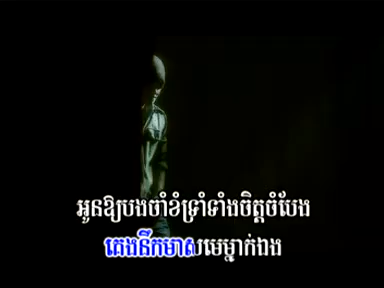 អូនឱ្យបងចាំខំទ្រាំទាំងចិត្តចំបែង
គេងនឹកមាសមេម្នាក់ឯង